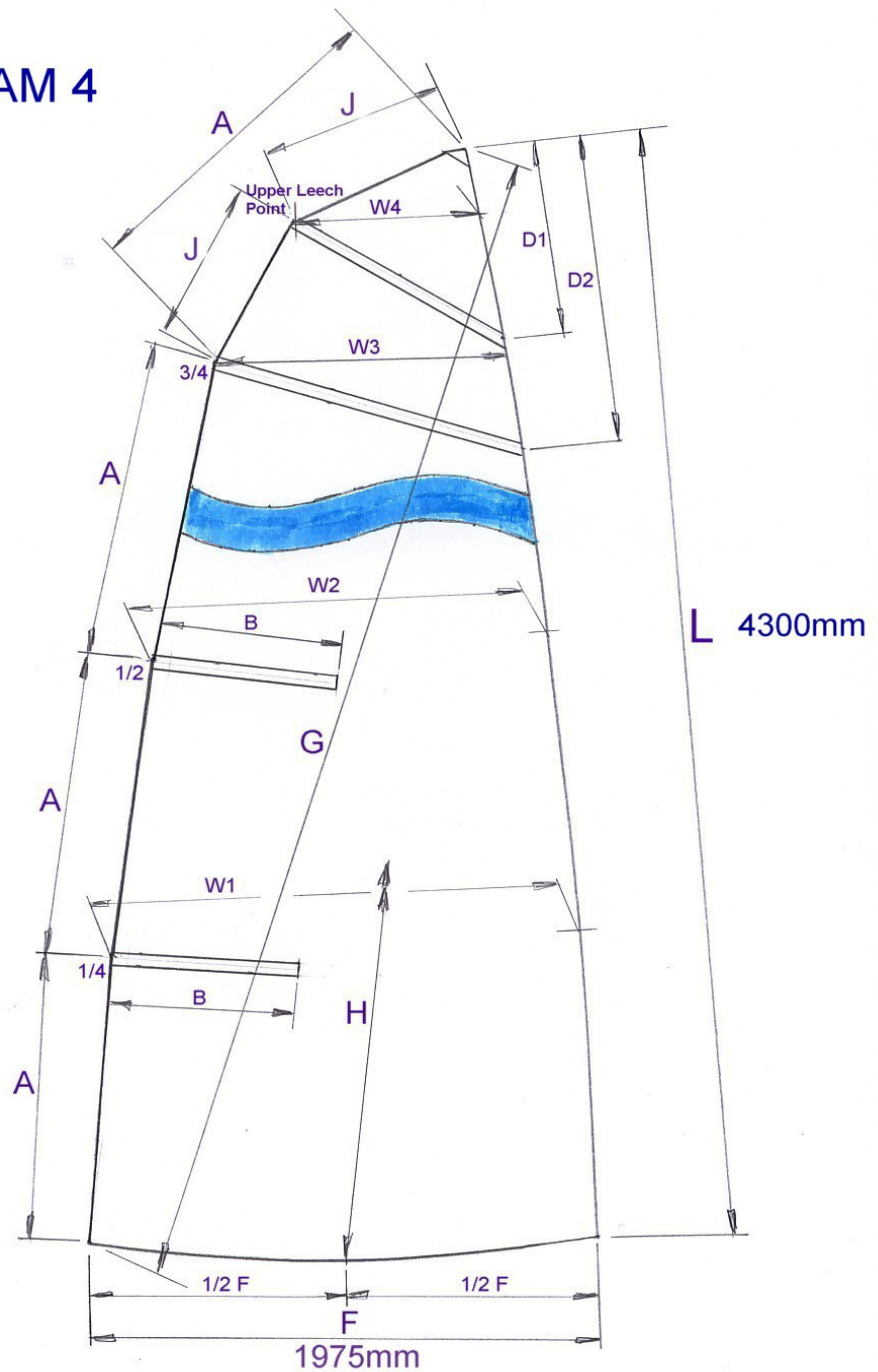 AM 4
A
J
Upper Leech
Point
W4
D1
J
D2
W3
3/4
A
W2
B
L 4300mm
1/2
G
A
W1
1/4
B
H
A
1/2 F
1/2 F
F
1975mm